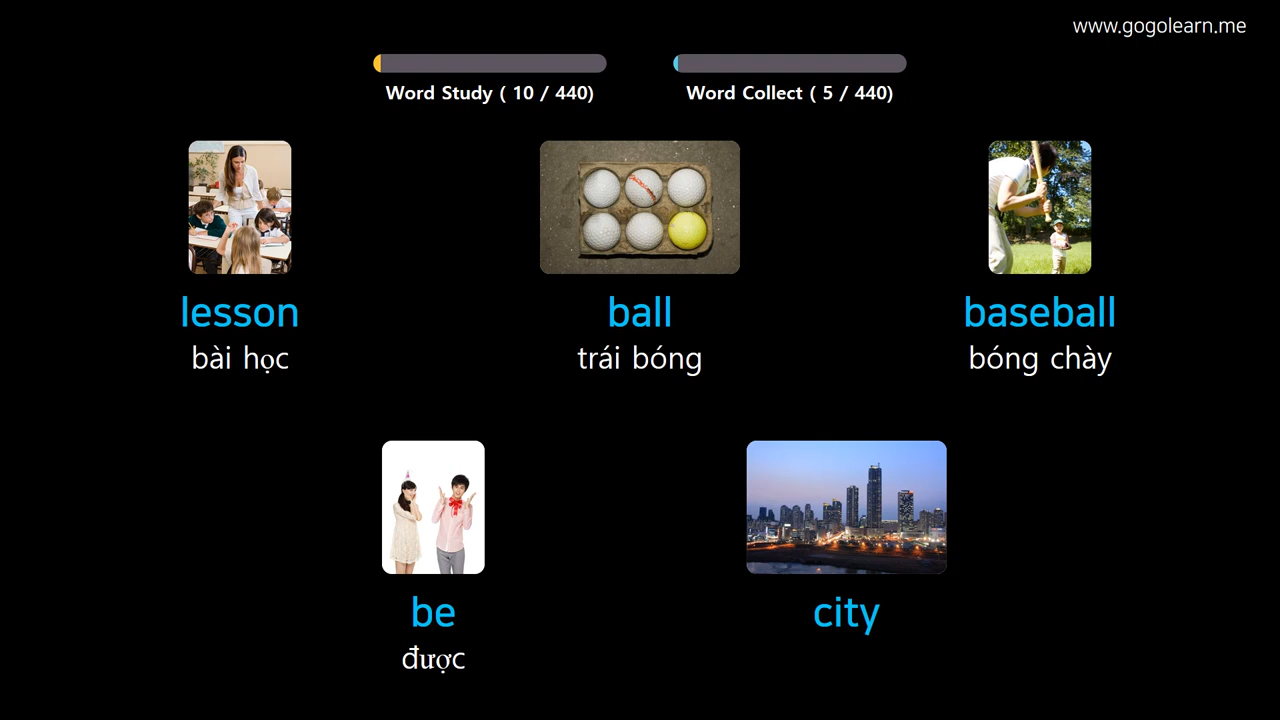 www.gogolearn.me
Word Study ( 10 / 440)
Word Collect ( 5 / 440)
lesson
bài học
ball
trái bóng
baseball
bóng chày
be
được
city